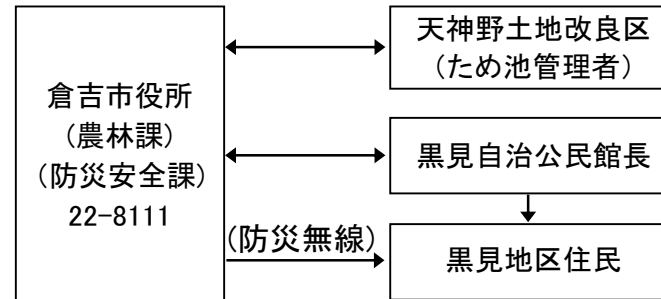 倉吉市役所
(農林課)
(防災安全課)
22-8111
天神野土地改良区
(ため池管理者)
黒見自治公民館長
(防災無線)
黒見地区住民